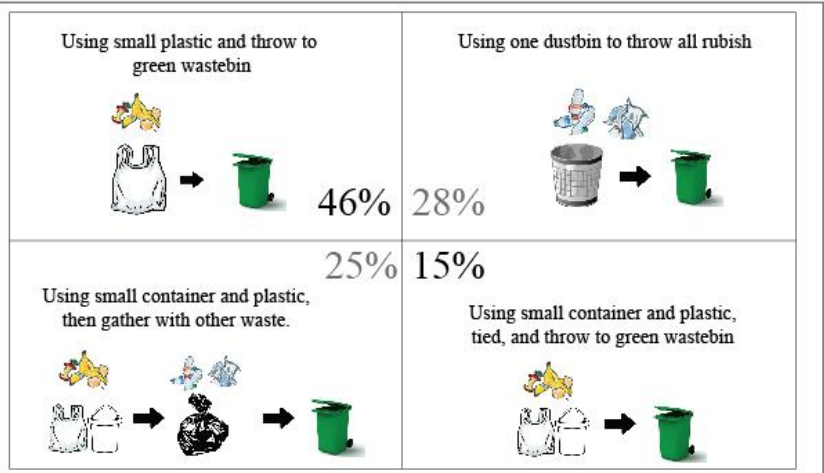 Using small plastic and throw to
green wastebin
46%
Using one dustbin to throw all rubish
28%
25%
Using small container and plastic,
then gather with other waste.
15%
Using small container and plastic,
tied, and throw to green wastebin